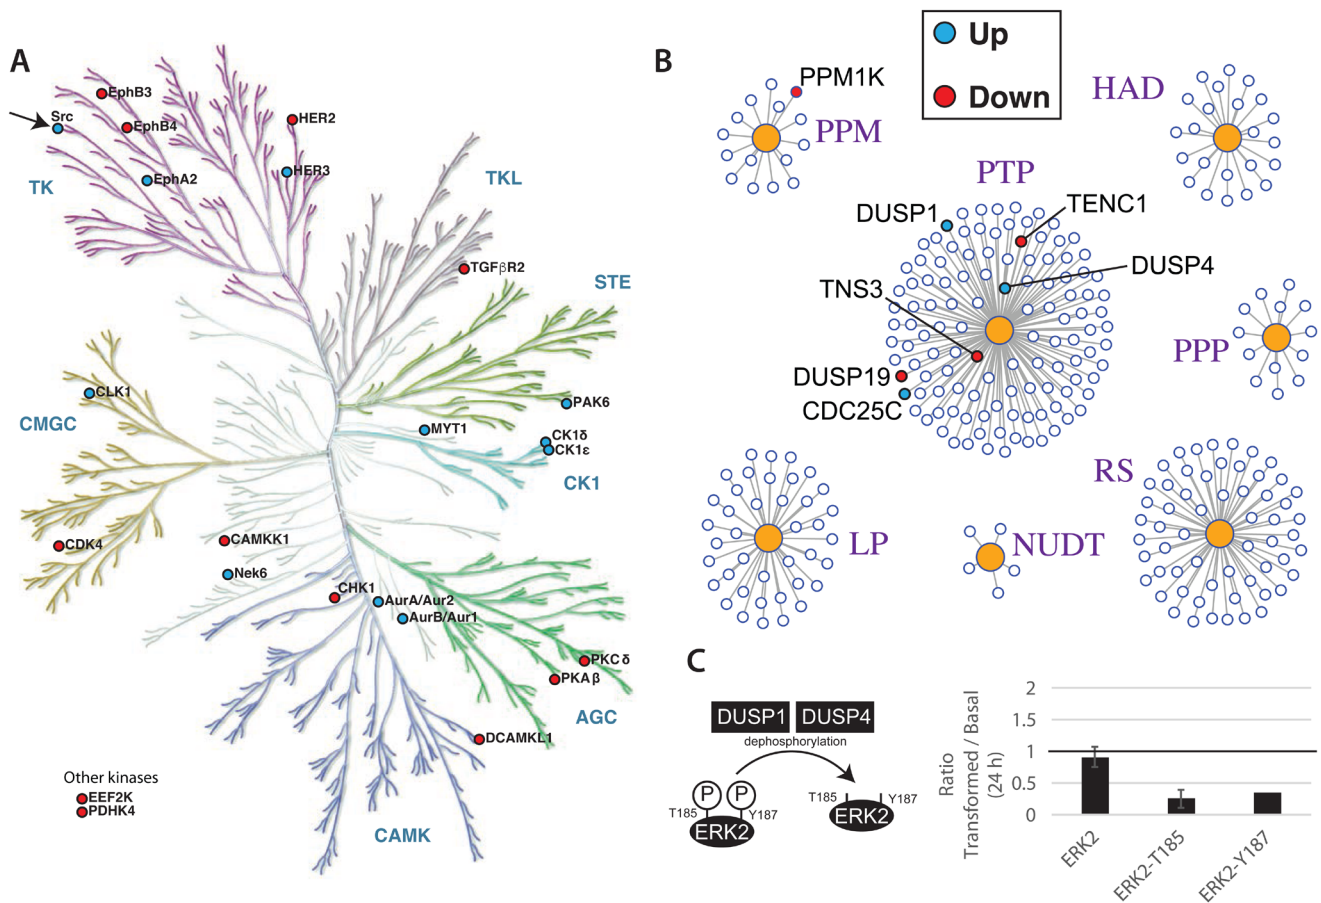 A
EphB3
Src
EphB4
HER2
HER3
EphA2
TK
TKL
TGFβR2
STE
CLK1
CMGC
PAK6
MYT1
CK1δ
CK1ε
CK1
CDK4
CAMKK1
Nek6
CHK1
AurA/Aur2
AurB/Aur1
PKCδ
PKAβ
AGC
DCAMKL1
Other kinases
EEF2K
PDHK4
CAMK
B
Up
Down
PPM1K
PPM
HAD
PTP
DUSP1
TENC1
DUSP4
TNS3
PPP
DUSP19
CDC25C
RS
LP
NUDT
C
DUSP1 DUSP4
dephosphorylation
P P
T185 Y187
ERK2
T185 Y187
ERK2
Ratio
Transformed / Basal
(24 h)
2
1.5
1
0.5
0
ERK2
ERK2-T185
ERK2-Y187